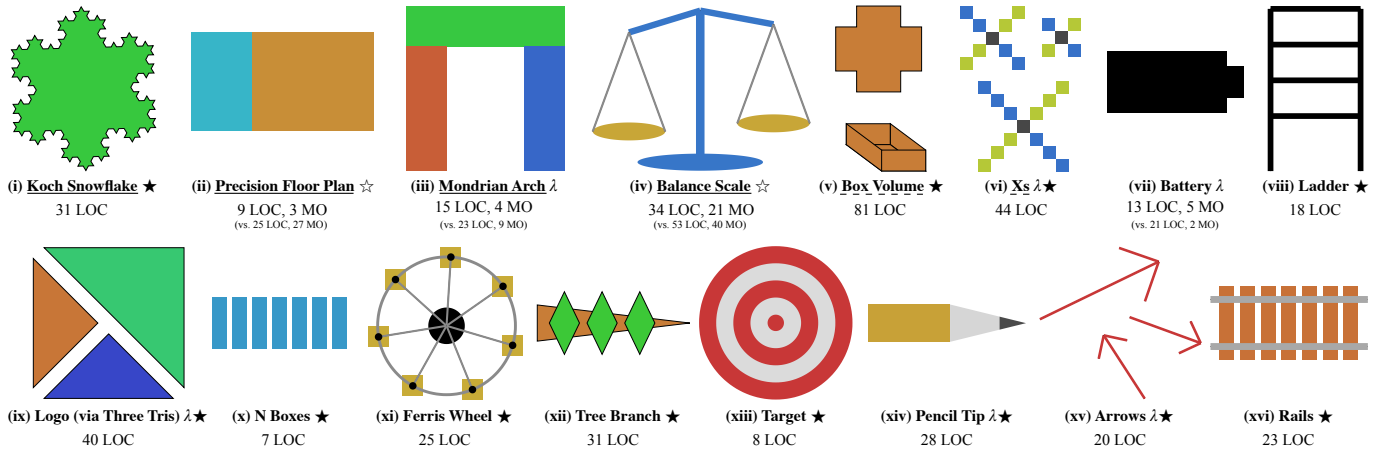 (i) Koch Snowflake ★ (ii) Precision Floor Plan ☆ (iii) Mondrian Arch λ (iv) Balance Scale ☆ (v) Box Volume ★ (vi) Xs λ★ (vii) Battery λ (viii) Ladder ★
31 LOC 9 LOC, 3 MO 15 LOC, 4 MO 34 LOC, 21 MO 81 LOC 44 LOC 13 LOC, 5 MO 18 LOC
(vs. 25 LOC, 27 MO) (vs. 23 LOC, 9 MO) (vs. 53 LOC, 40 MO) (vs. 21 LOC, 2 MO)
(ix) Logo (via Three Tris) λ★ (x) N Boxes ★ (xi) Ferris Wheel ★ (xii) Tree Branch ★ (xiii) Target ★ (xiv) Pencil Tip λ★ (xv) Arrows λ★ (xvi) Rails ★
40 LOC 7 LOC 25 LOC 31 LOC 8 LOC 28 LOC 20 LOC 23 LOC